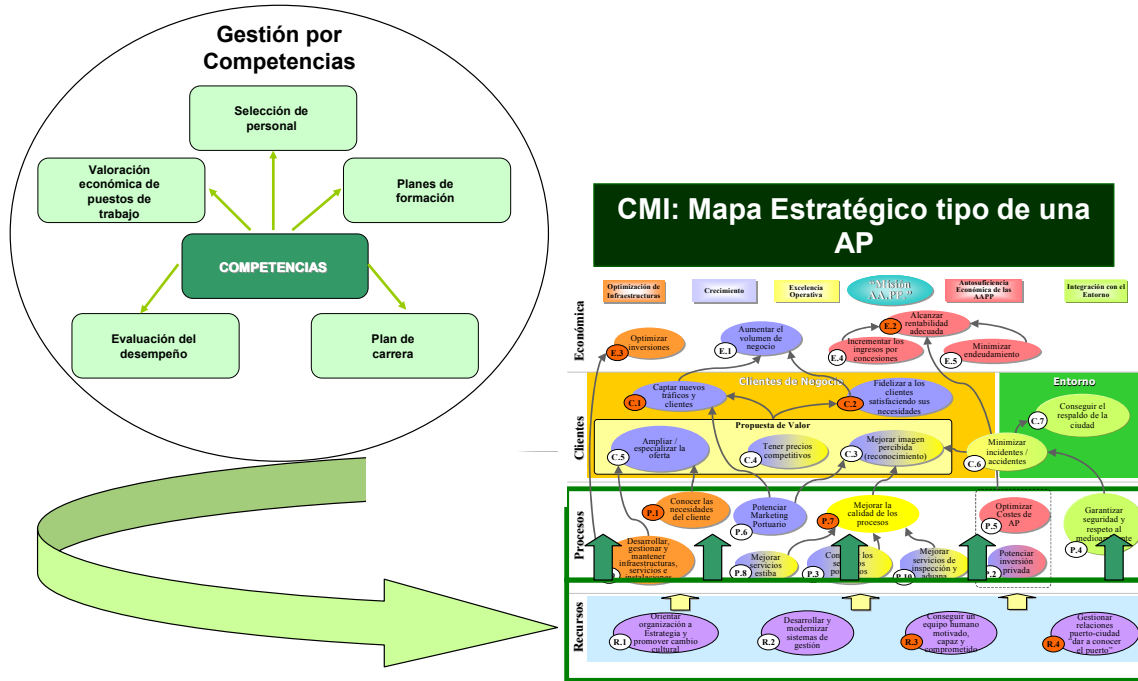 Gestión por
Competencias
Selección de
personal
Valoración
económica de
puestos de
trabajo
Planes de
formación
COMPETENCIAS
Evaluación del
desempeño
Plan de
carrera
CMI: Mapa Estratégico tipo de una
AP
Optimización de
Infraestructuras
Crecimiento
Excelencia
Operativa
“Misión
AA.PP.”
Autosuficiencia
Económica de las
AAPP
Integración con el
Entorno
Económica
E.3
Optimizar
inversiones
E.1
Aumentar el
volumen de
negocio
E.2
Alcanzar
rentabilidad
adecuada
E.4
Incrementar los
ingresos por
concesiones
E.5
Minimizar
endeudamiento
Clientes
Clientes de Negocio
Entorno
C.1
Captar nuevos
tráficos y
clientes
C.2
Fidelizar a los
clientes
satisfaciendo sus
necesidades
C.7
Conseguir el
respaldo de la
ciudad
Propuesta de Valor
C.5
Ampliar /
especializar la
oferta
C.4
Tener precios
competitivos
C.3
Mejorar imagen
percibida
(reconocimiento)
C.6
Minimizar
incidentes /
accidentes
Procesos
P.1
Conocer las
necesidades
del cliente
P.6
Potenciar
Marketing
Portuario
P.7
Mejorar la
calidad de los
procesos
P.5
Optimizar
Costes de
AP
P.4
Garantizar
seguridad y
respeto al
Desarrollar,
gestionar y
mantener
infraestructuras,
servicios e
instalaciones
P.8
Mejorar
servicios
estiba
P.3
P.10
Mejorar
servicios de
inspección y
aduana
P.2
Potenciar
inversión
privada
Recursos
R.1
Orientar
organización a
Estrategia y
promover cambio
cultural
R.2
Desarrollar y
modernizar
sistemas de
gestión
R.3
Conseguir un
equipo humano
motivado,
capaz y
comprometido
R.4
Gestionar
relaciones
puerto-ciudad
“dar a conocer
el puerto”